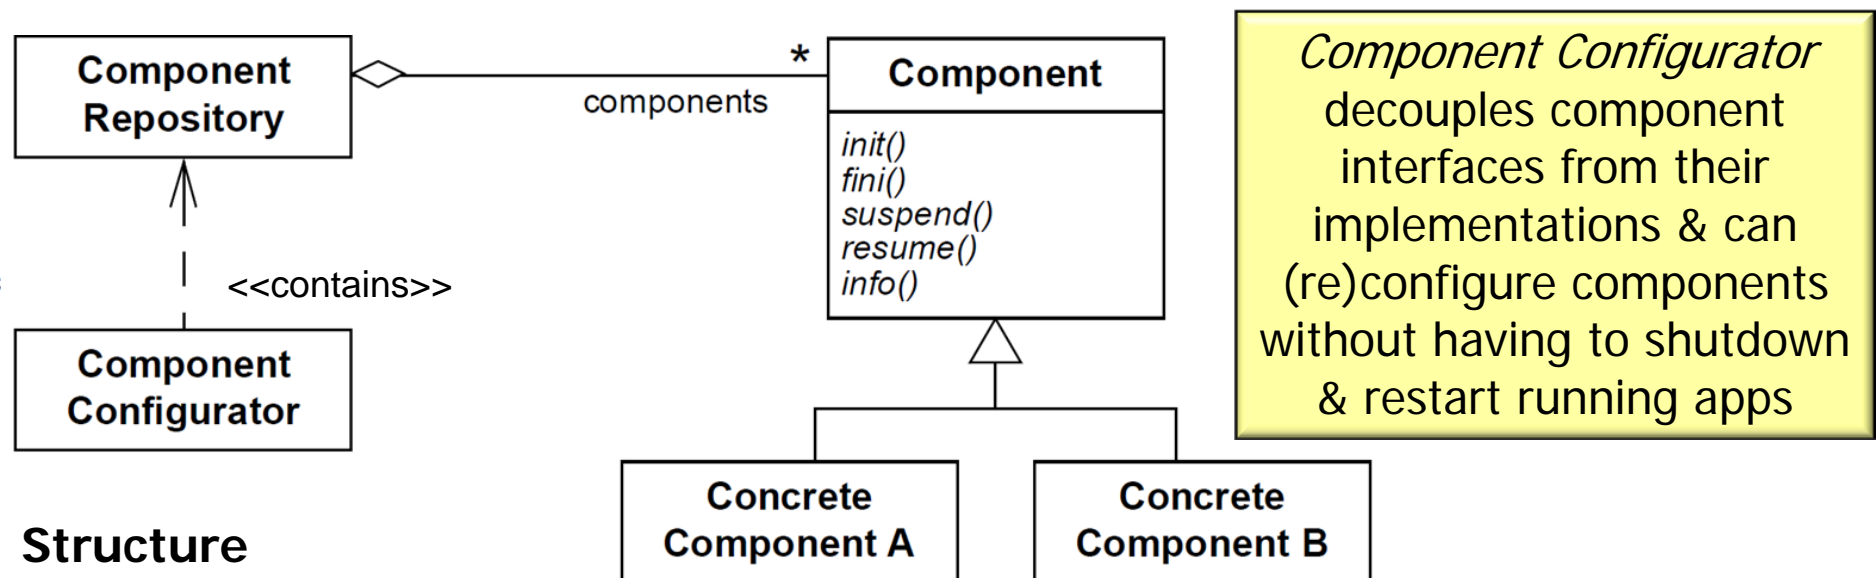 Component
Repository
*
components
Component
init()
fini()
suspend()
resume()
info()
<<contains>>
Component
Configurator
Concrete
Component A
Concrete
Component B
Structure
Component Configurator
decouples component
interfaces from their
implementations & can
(re)configure components
without having to shutdown
& restart running apps